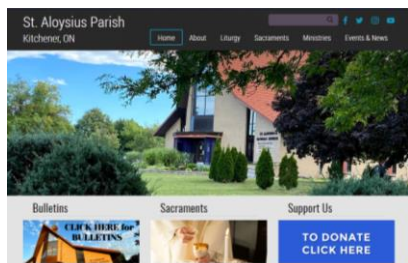 St. Aloysius Parish
Kitchener, ON
Home About Liturgy Sacraments Ministries Events & News
Bulletins Sacraments Support Us
CLICK HERE for
BULLETINS
TO DONATE
CLICK HERE